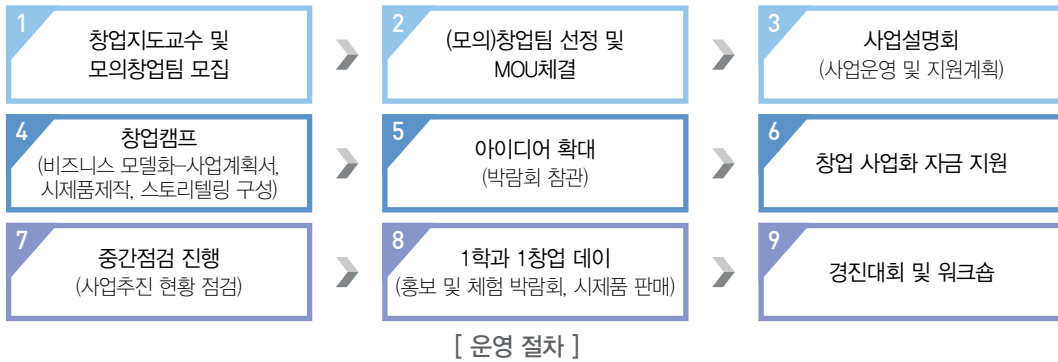 1
창업지도교수 및
모의창업팀 모집
2
(모의)창업팀 선정 및
MOU체결
3
사업설명회
(사업운영 및 지원계획)
4
창업캠프
(비즈니스 모델화–사업계획서,
시제품제작, 스토리텔링 구성)
5
아이디어 확대
(박람회 참관)
6
창업 사업화 자금 지원
7
중간점검 진행
(사업추진 현황 점검)
8
1학과 1창업 데이
(홍보 및 체험 박람회, 시제품 판매)
9
경진대회 및 워크숍
[ 운영 절차 ]